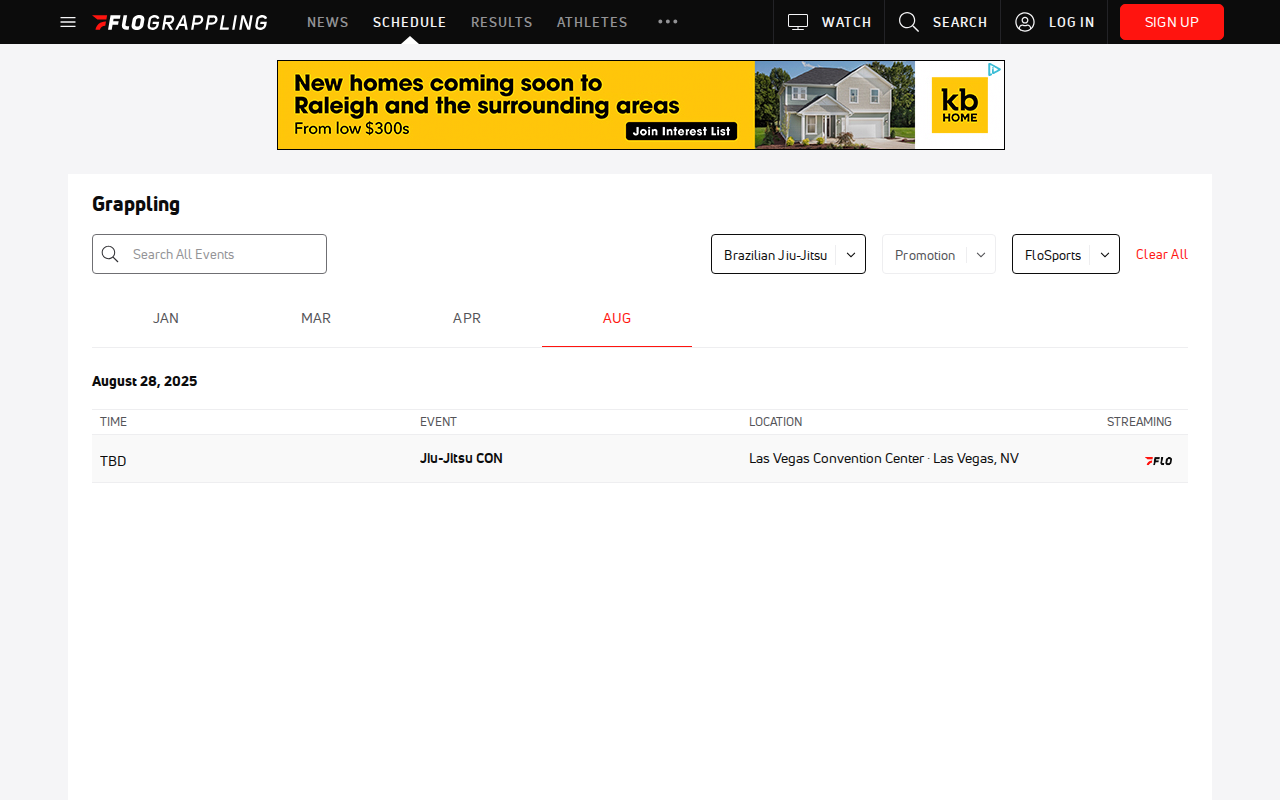 FLOGRAPPLING NEWS SCHEDULE RESULTS ATHLETES ••• WATCH SEARCH LOG IN SIGN UP
New homes coming soon to
Raleigh and the surrounding areas
From low $300s
Join Interest List
kb
HOME
Grappling
Search All Events
Brazilian Jiu-Jitsu
Promotion
FloSports
Clear All
JAN MAR APR AUG
August 28, 2025
TIME EVENT LOCATION STREAMING
TBD Jiu-Jitsu CON Las Vegas Convention Center · Las Vegas, NV FLO